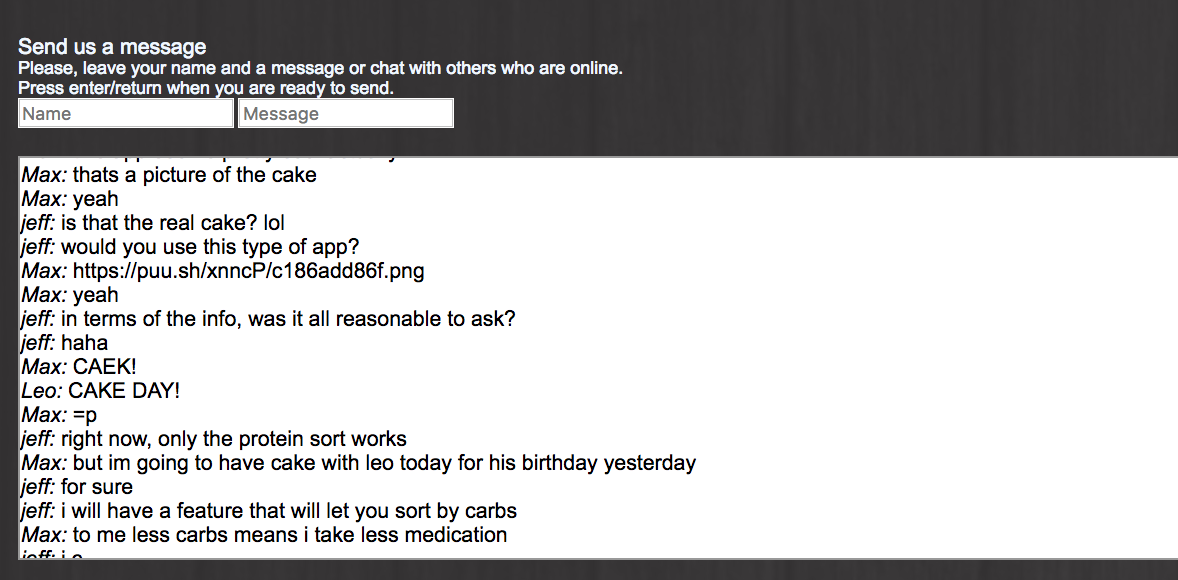 Send us a message
Please, leave your name and a message or chat with others who are online.
Press enter/return when you are ready to send.
Name Message
Max: thats a picture of the cake
Max: yeah
jeff: is that the real cake? lol
jeff: would you use this type of app?
Max: https://puu.sh/xnncP/c186add86f.png
Max: yeah
jeff: in terms of the info, was it all reasonable to ask?
jeff: haha
Max: CAEK!
Leo: CAKE DAY!
Max: =p
jeff: right now, only the protein sort works
Max: but im going to have cake with leo today for his birthday yesterday
jeff: for sure
jeff: i will have a feature that will let you sort by carbs
Max: to me less carbs means i take less medication
jeff: i